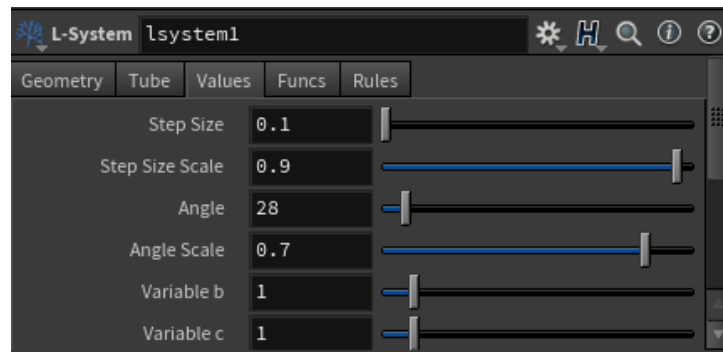 L-System lsystem1
Geometry Tube Values Funcs Rules
Step Size 0.1
Step Size Scale 0.9
Angle 28
Angle Scale 0.7
Variable b 1
Variable c 1